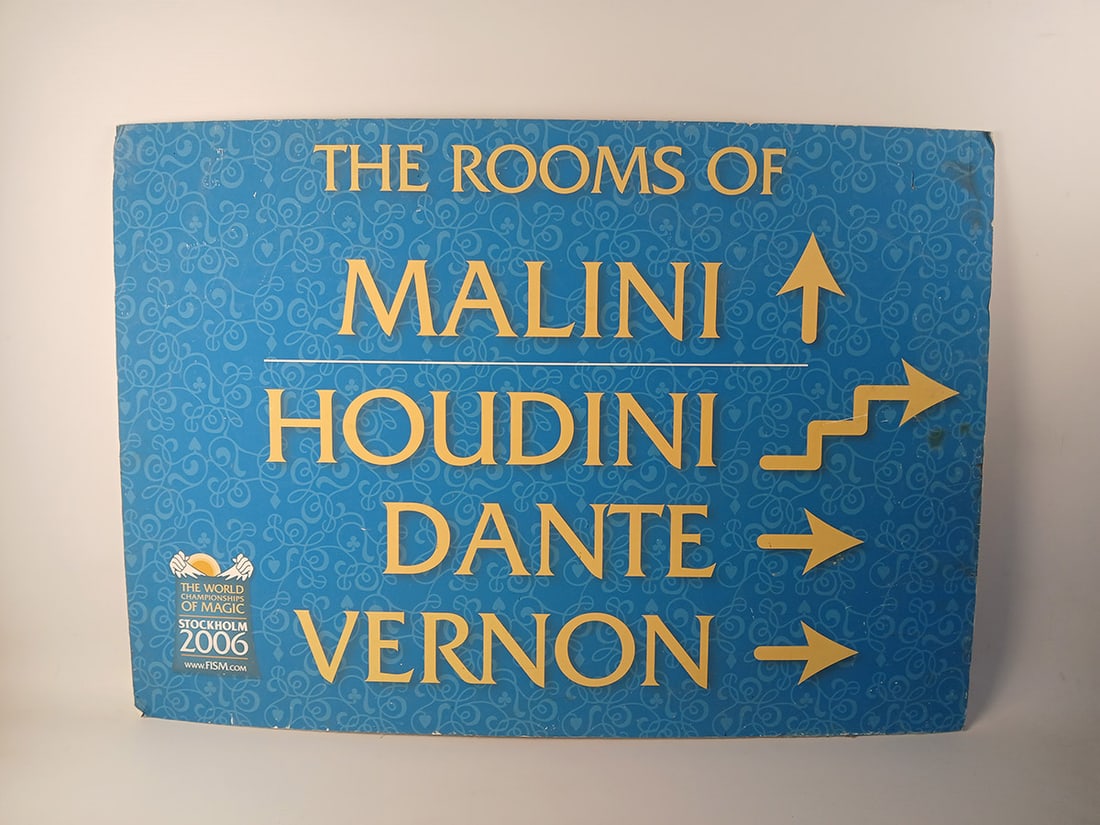 THE ROOMS OF
MALINI
HOUDINI
DANTE
VERNON
THE WORLD
CHAMPIONSHIPS
OF MAGIC
STOCKHOLM
2006
WWW.FISM.COM